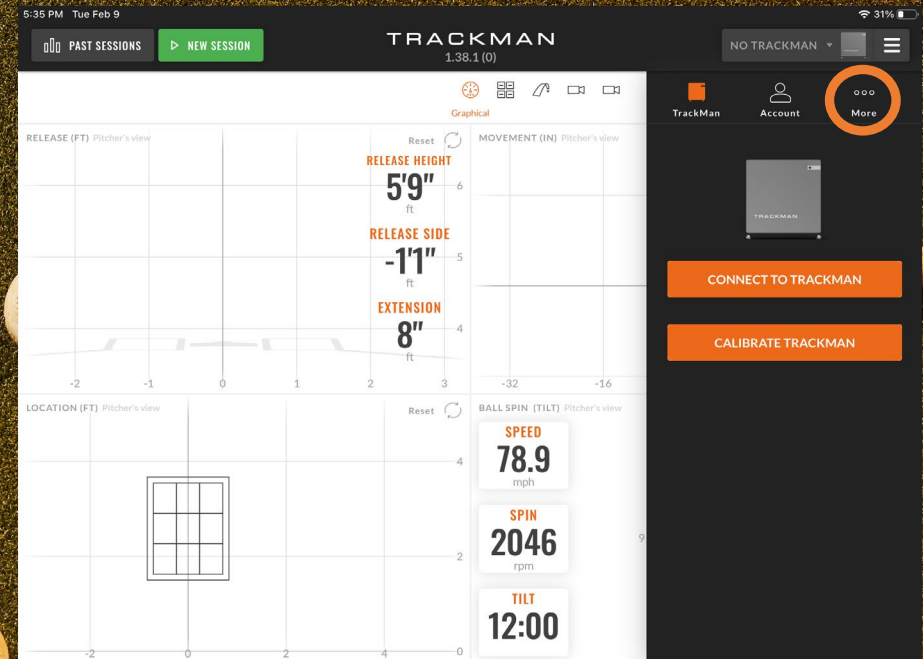 5:35 PM Tue Feb 9
31%
PAST SESSIONS
NEW SESSION
TRACKMAN
1.38.1 (0)
NO TRACKMAN
Graphical
TrackMan
Account
More
RELEASE (FT) Pitcher's view
Reset
RELEASE HEIGHT
5'9"
ft
6
RELEASE SIDE
-1'1"
ft
5
EXTENSION
8"
ft
4
-2
-1
0
1
2
3
MOVEMENT (IN) Pitcher's view
-32
-16
TRACKMAN
CONNECT TO TRACKMAN
CALIBRATE TRACKMAN
LOCATION (FT) Pitcher's view
Reset
4
2
0
-2
0
2
4
BALL SPIN (TILT) Pitcher's view
SPEED
78.9
mph
SPIN
2046
rpm
9
TILT
12:00